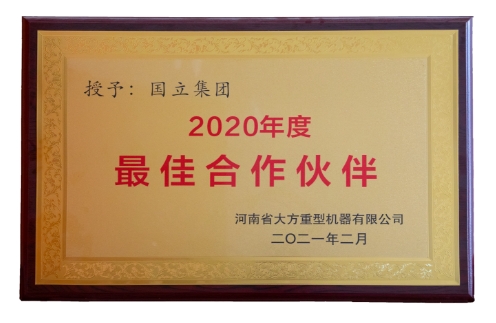 授予：国立集团
2020年度
最佳合作伙伴
河南省大方重型机器有限公司
二〇二一年二月